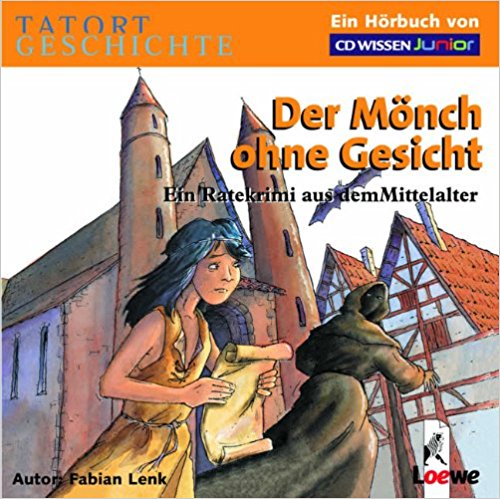 TATORT
GESCHICHTE
Ein Hörbuch von
CD WISSEN Junior
Der Mönch
ohne Gesicht
Ein Ratekrimi aus demMittelalter
Autor: Fabian Lenk
Loewe